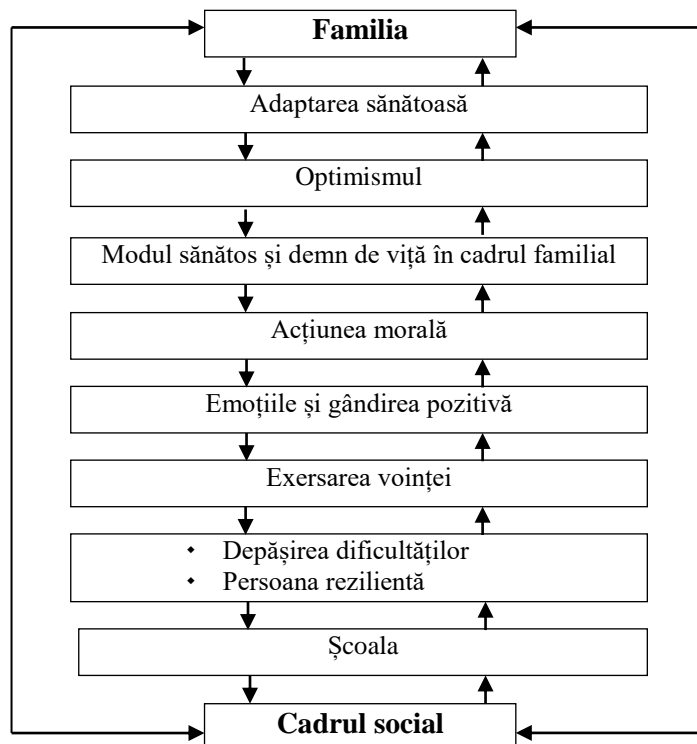 Familia
Adaptarea sănătoasă
Optimismul
Modul sănătos și demn de viță în cadrul familial
Acțiunea morală
Emoțiile și gândirea pozitivă
Exersarea voinței
• Depășirea dificultăților
• Persoana rezilientă
Școala
Cadrul social